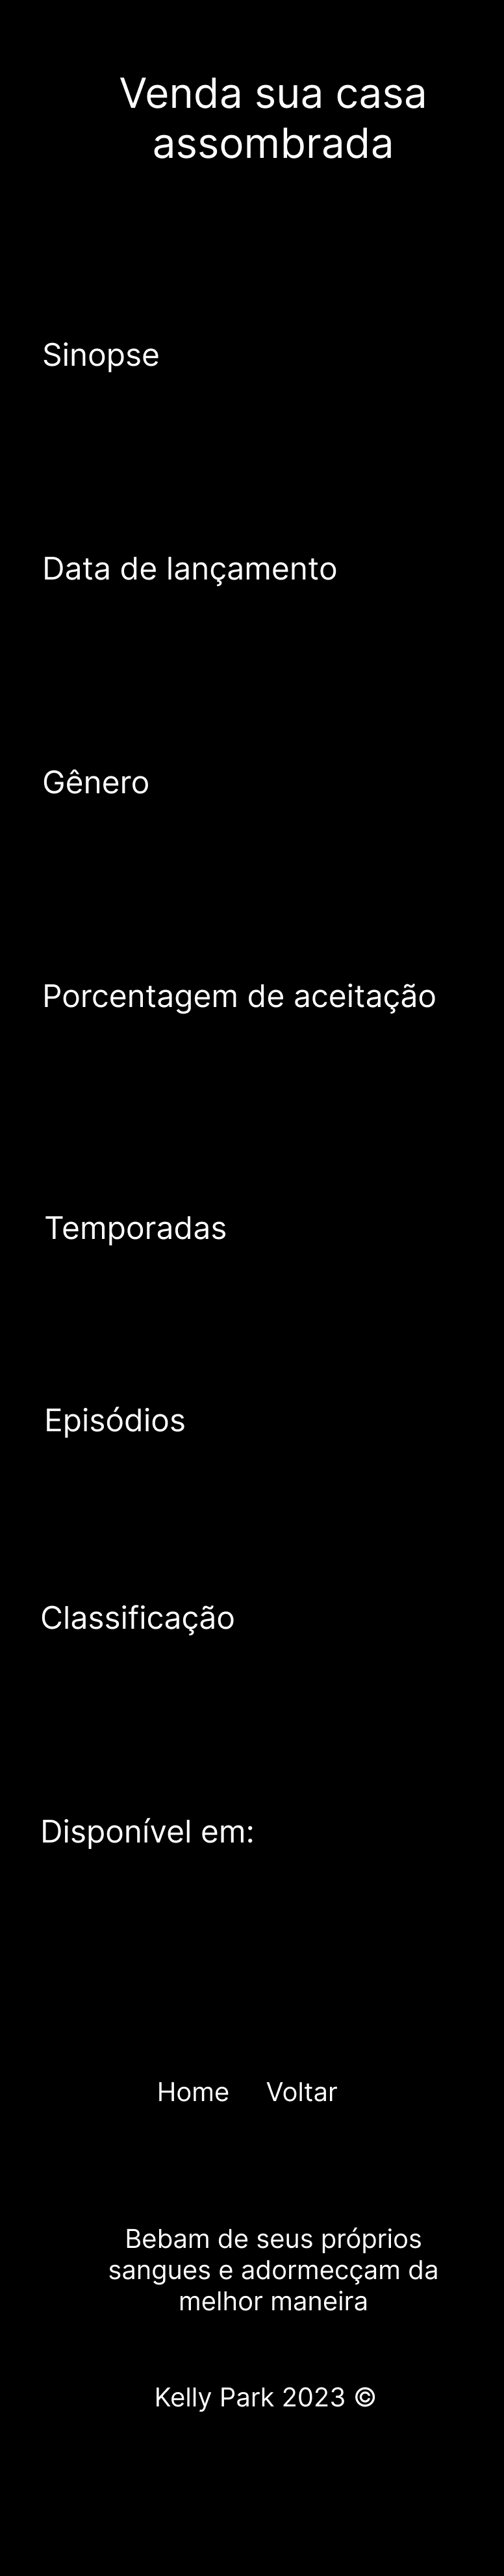 Venda sua casa
assombrada
Sinopse
Data de lançamento
Gênero
Porcentagem de aceitação
Temporadas
Episódios
Classificação
Disponível em:
Home Voltar
Bebam de seus próprios
sangues e adormecçam da
melhor maneira
Kelly Park 2023 ©